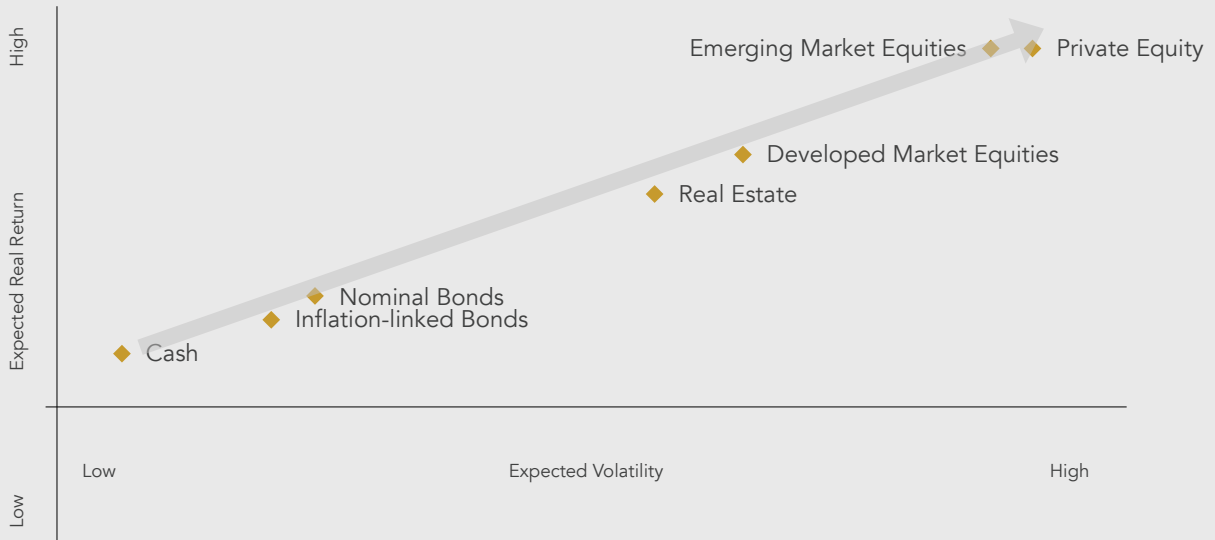 High
Emerging Market Equities
Private Equity
Developed Market Equities
Real Estate
Expected Real Return
Nominal Bonds
Inflation-linked Bonds
Cash
Low
Expected Volatility
High
Low